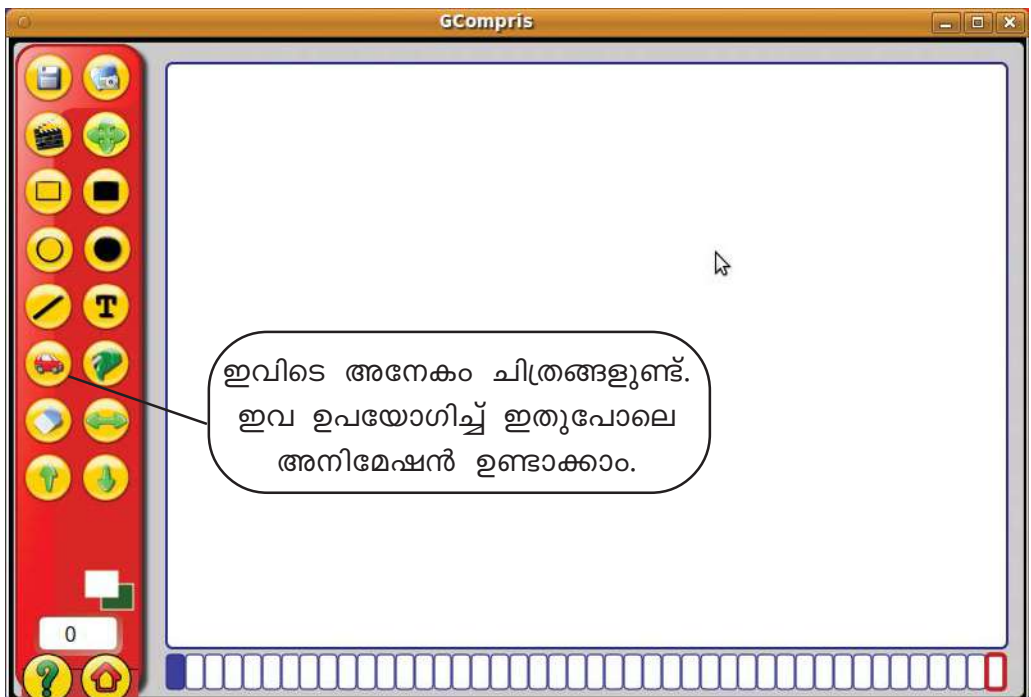 GCompris
T
ഇവിടെ അനേകം ചിത്രങ്ങളുണ്ട്.
ഇവ ഉപയോഗിച്ച് ഇതുപോലെ
അനിമേഷൻ ഉണ്ടാക്കാം.
0
?